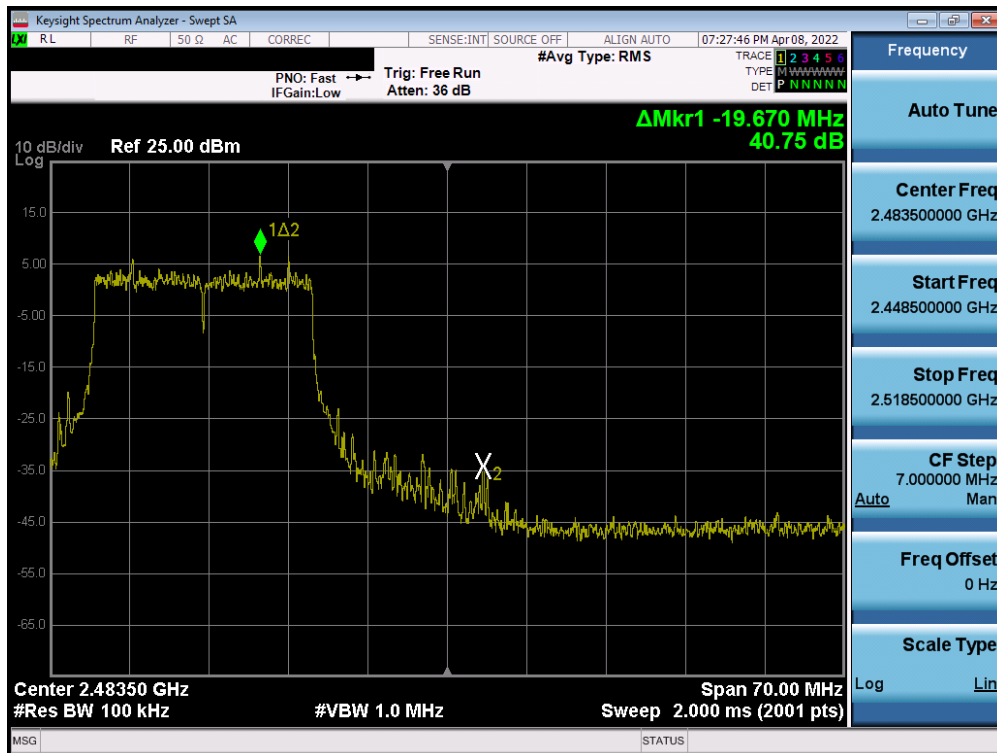 Keysight Spectrum Analyzer - Swept SA
LXI RL RF 50 Ω AC CORREC SENSE:INT SOURCE OFF ALIGN AUTO 07:27:46 PM Apr 08, 2022
#Avg Type: RMS
TRACE 1 2 3 4 5 6
TYPE M WWWWW
DET P N N N N N
PNO: Fast
IFGain:Low
Trig: Free Run
Atten: 36 dB
ΔMkr1 -19.670 MHz
40.75 dB
10 dB/div
Log
Ref 25.00 dBm
15.0
5.00
-5.00
-15.0
-25.0
-35.0
-45.0
-55.0
-65.0
1Δ2
X2
Center 2.48350 GHz
Span 70.00 MHz
#Res BW 100 kHz
#VBW 1.0 MHz
Sweep 2.000 ms (2001 pts)
MSG
STATUS
Frequency
Auto Tune
Center Freq
2.483500000 GHz
Start Freq
2.448500000 GHz
Stop Freq
2.518500000 GHz
CF Step
7.000000 MHz
Auto Man
Freq Offset
0 Hz
Scale Type
Log Lin